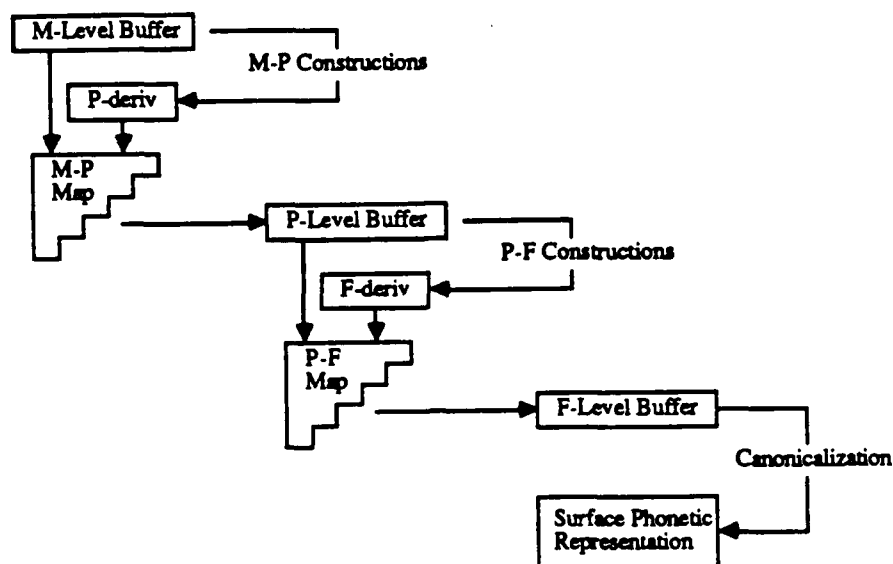 M-Level Buffer
M-P Constructions
P-deriv
M-P
Map
P-Level Buffer
P-F Constructions
F-deriv
P-F
Map
F-Level Buffer
Canonicalization
Surface Phonetic
Representation